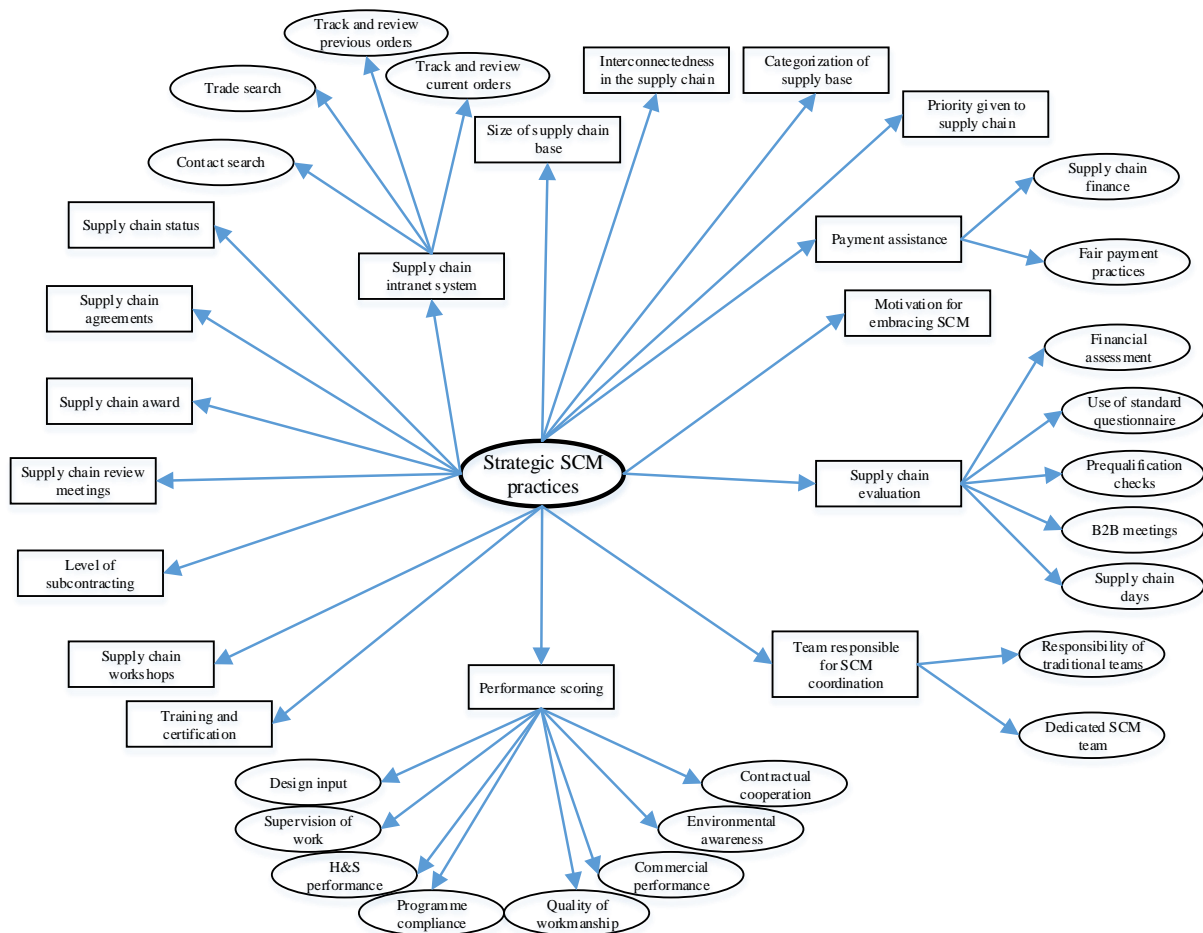 Track and review
previous orders
Track and review
current orders
Interconnectedness
in the supply chain
Categorization of
supply base
Trade search
Priority given to
supply chain
Size of supply chain
base
Contact search
Supply chain
finance
Supply chain status
Payment assistance
Fair payment
practices
Supply chain
intranet system
Supply chain
agreements
Motivation for
embracing SCM
Financial
assessment
Supply chain award
Use of standard
questionnaire
Strategic SCM
practices
Supply chain review
meetings
Supply chain
evaluation
Prequalification
checks
B2B meetings
Level of
subcontracting
Supply chain
days
Supply chain
workshops
Team responsible
for SCM
coordination
Responsibility of
traditional teams
Performance scoring
Training and
certification
Dedicated SCM
team
Design input
Contractual
cooperation
Supervision of
work
Environmental
awareness
H&S
performance
Commercial
performance
Programme
compliance
Quality of
workmanship